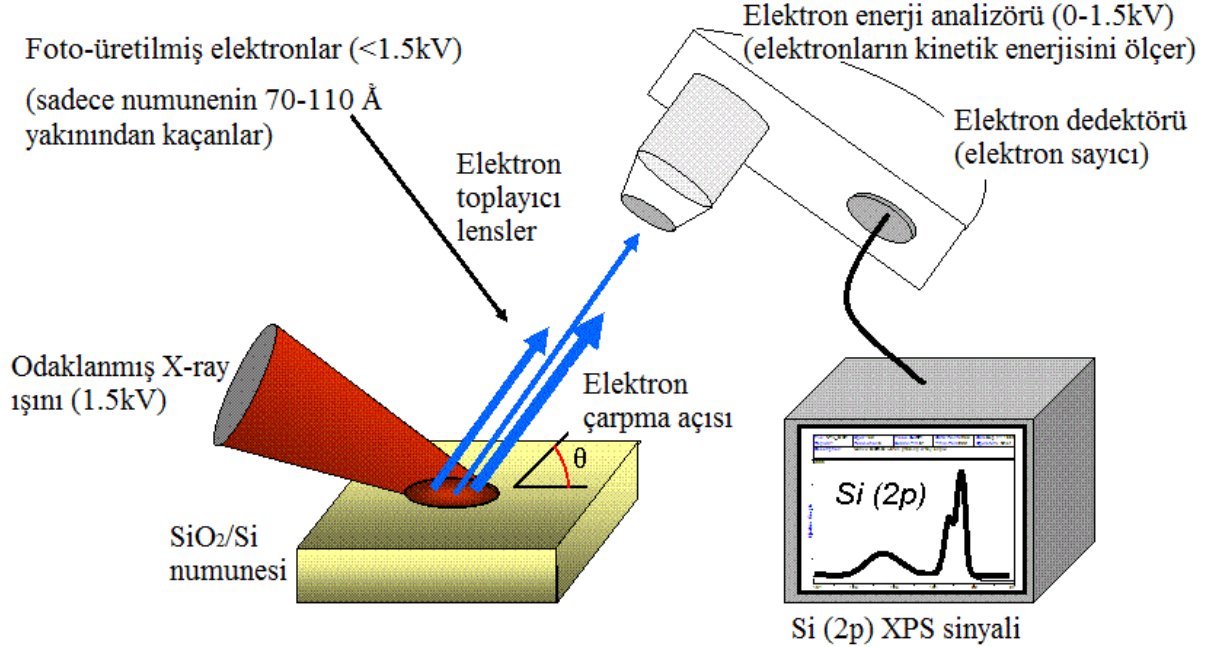 Foto-üretilmiş elektronlar (<1.5kV)
(sadece numunenin 70-110 Å
yakınından kaçanlar)
Elektron enerji analizörü (0-1.5kV)
(elektronların kinetik enerjisini ölçer)
Elektron dedektörü
(elektron sayıcı)
Elektron
toplayıcı
lensler
Odaklanmış X-ray
ışını (1.5kV)
Elektron
çarpma açısı
θ
SiO2/Si
numunesi
Si (2p)
Si (2p) XPS sinyali